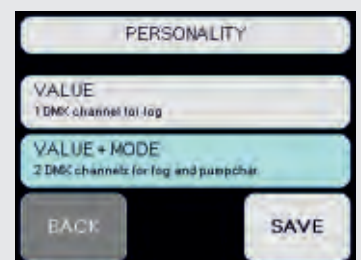 PERSONALITY
VALUE
1 DMX channel for fog
VALUE + MODE
2 DMX channels for fog and pumpchar.
BACK
SAVE